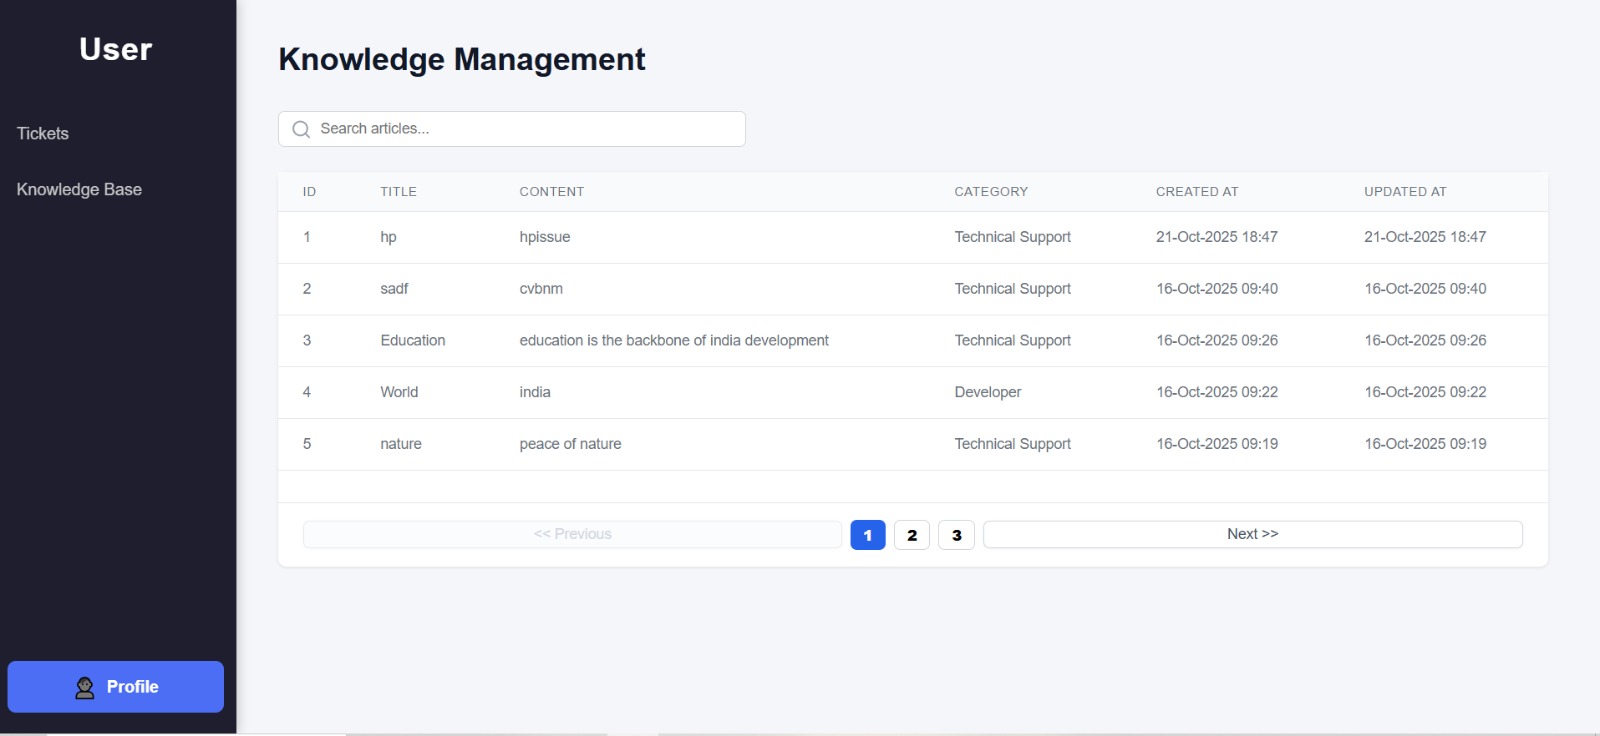 User
Tickets
Knowledge Base
Profile
Knowledge Management
Search articles...
ID TITLE CONTENT CATEGORY CREATED AT UPDATED AT
1 hp hpissue Technical Support 21-Oct-2025 18:47 21-Oct-2025 18:47
2 sadf cvbnm Technical Support 16-Oct-2025 09:40 16-Oct-2025 09:40
3 Education education is the backbone of india development Technical Support 16-Oct-2025 09:26 16-Oct-2025 09:26
4 World india Developer 16-Oct-2025 09:22 16-Oct-2025 09:22
5 nature peace of nature Technical Support 16-Oct-2025 09:19 16-Oct-2025 09:19
<< Previous 1 2 3 Next >>